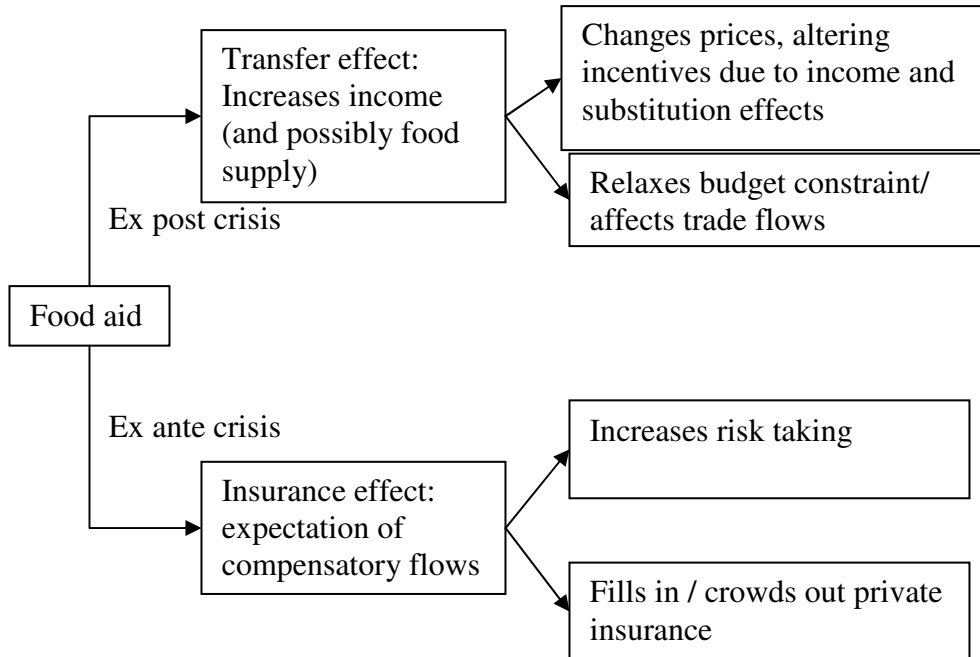 Transfer effect:
Increases income
(and possibly food
supply)
Changes prices, altering
incentives due to income and
substitution effects
Relaxes budget constraint/
affects trade flows
Ex post crisis
Food aid
Ex ante crisis
Insurance effect:
expectation of
compensatory flows
Increases risk taking
Fills in / crowds out private
insurance